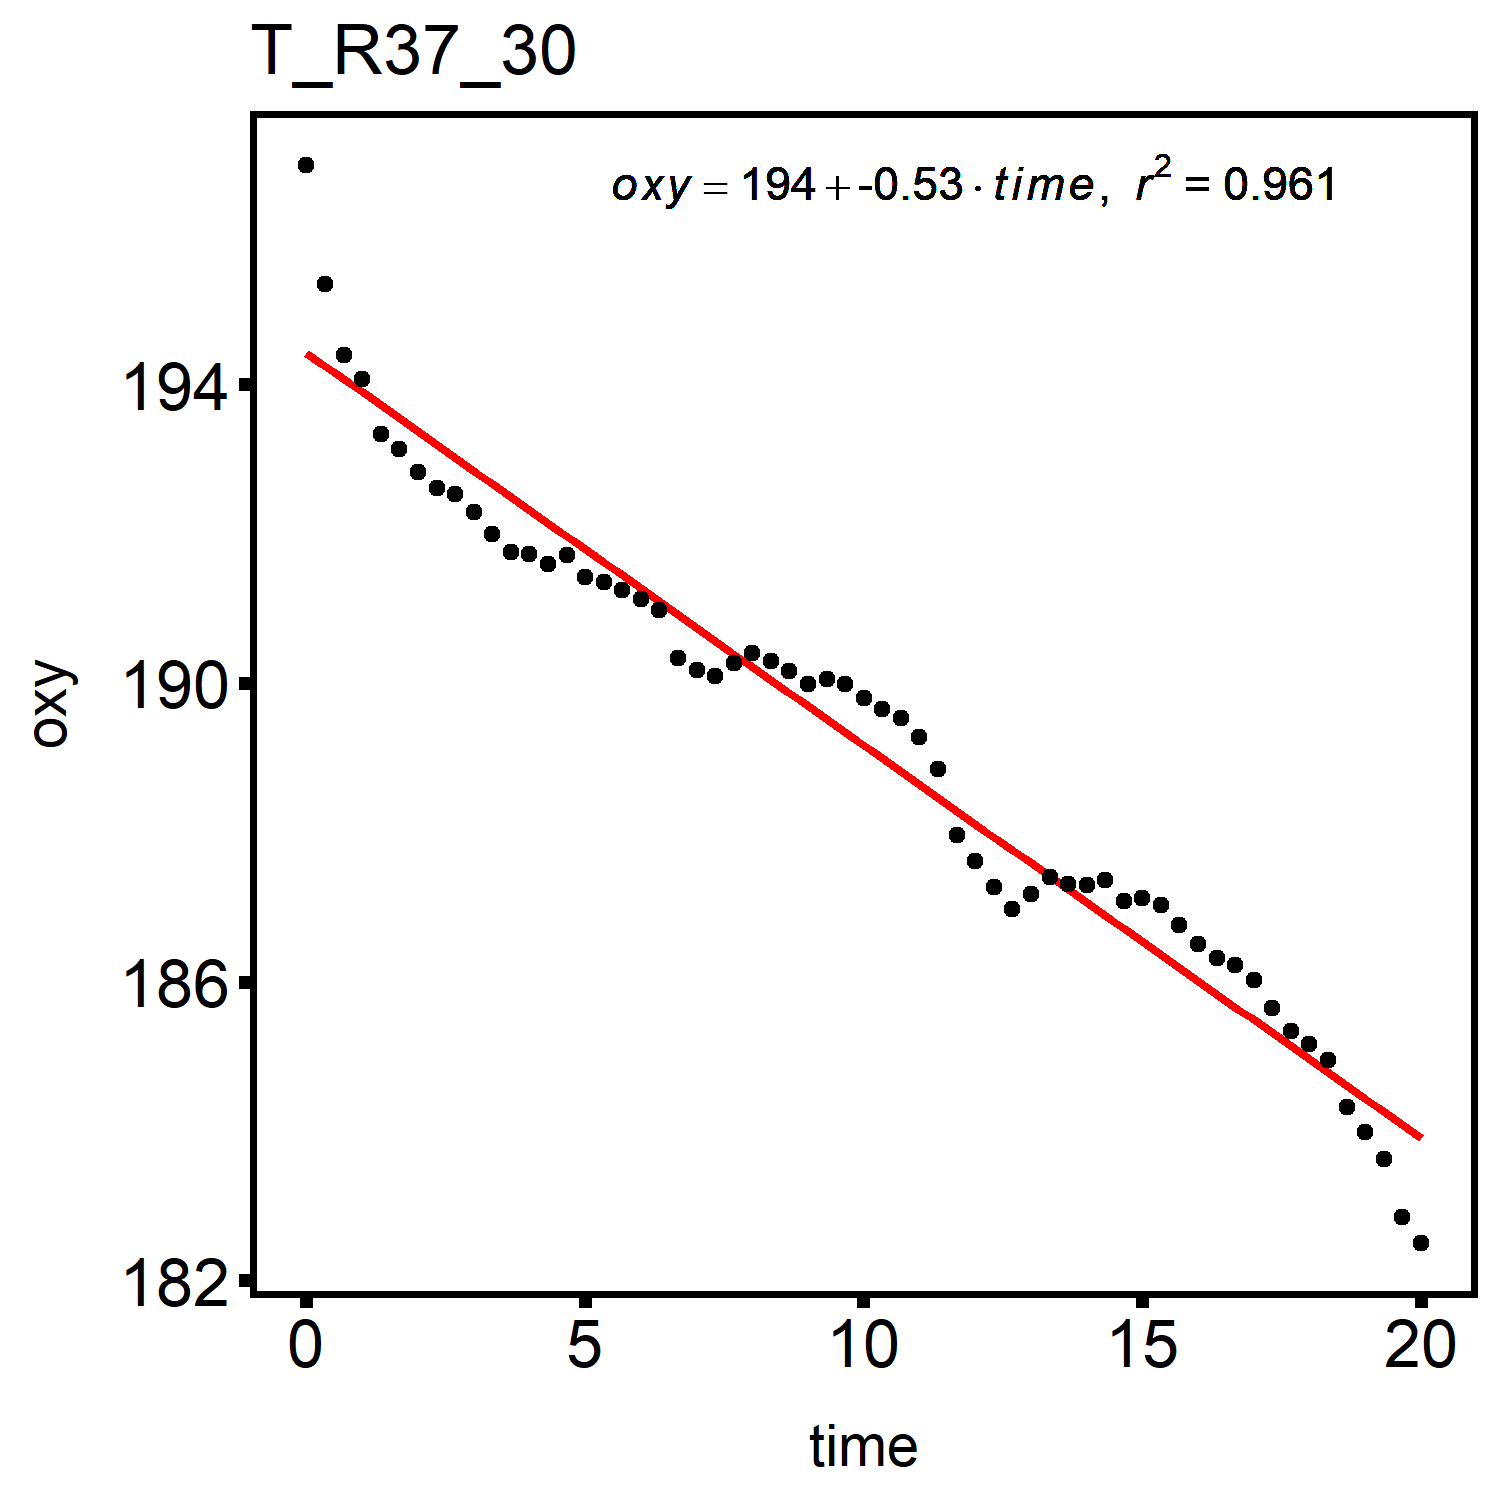 T_R37_30
oxy = 194 + -0.53 · time, r² = 0.961
194
190
186
182
oxy
0 5 10 15 20
time